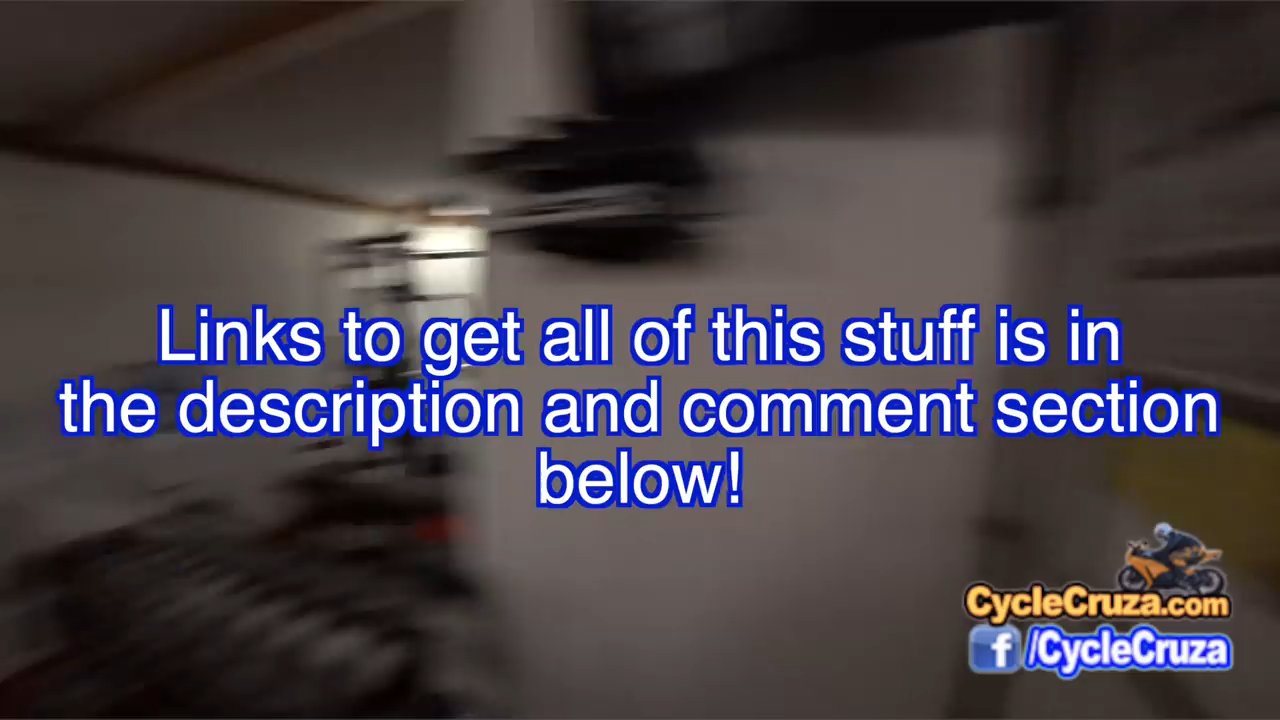 Links to get all of this stuff is in
the description and comment section
below!
CycleCruza.com
f /CycleCruza